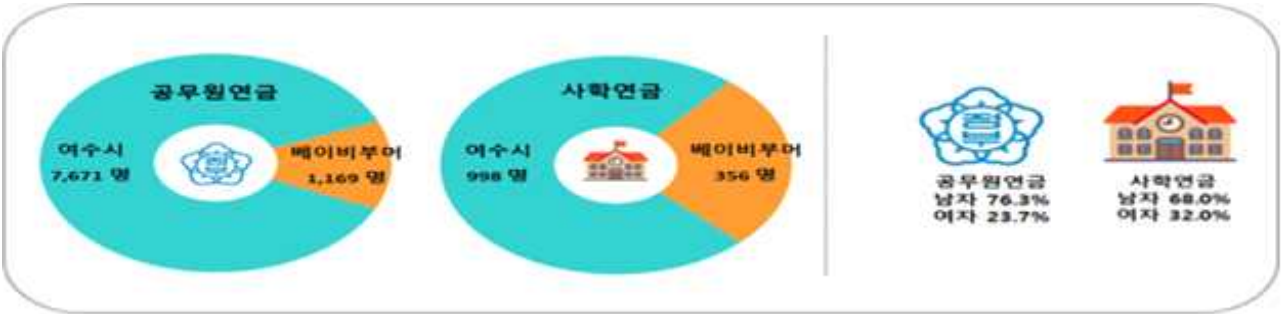 공무원연금
여수시
7,671 명
베이비부머
1,169 명
사학연금
여수시
998 명
베이비부머
356 명
공무원연금
남자 76.3%
여자 23.7%
사학연금
남자 68.0%
여자 32.0%